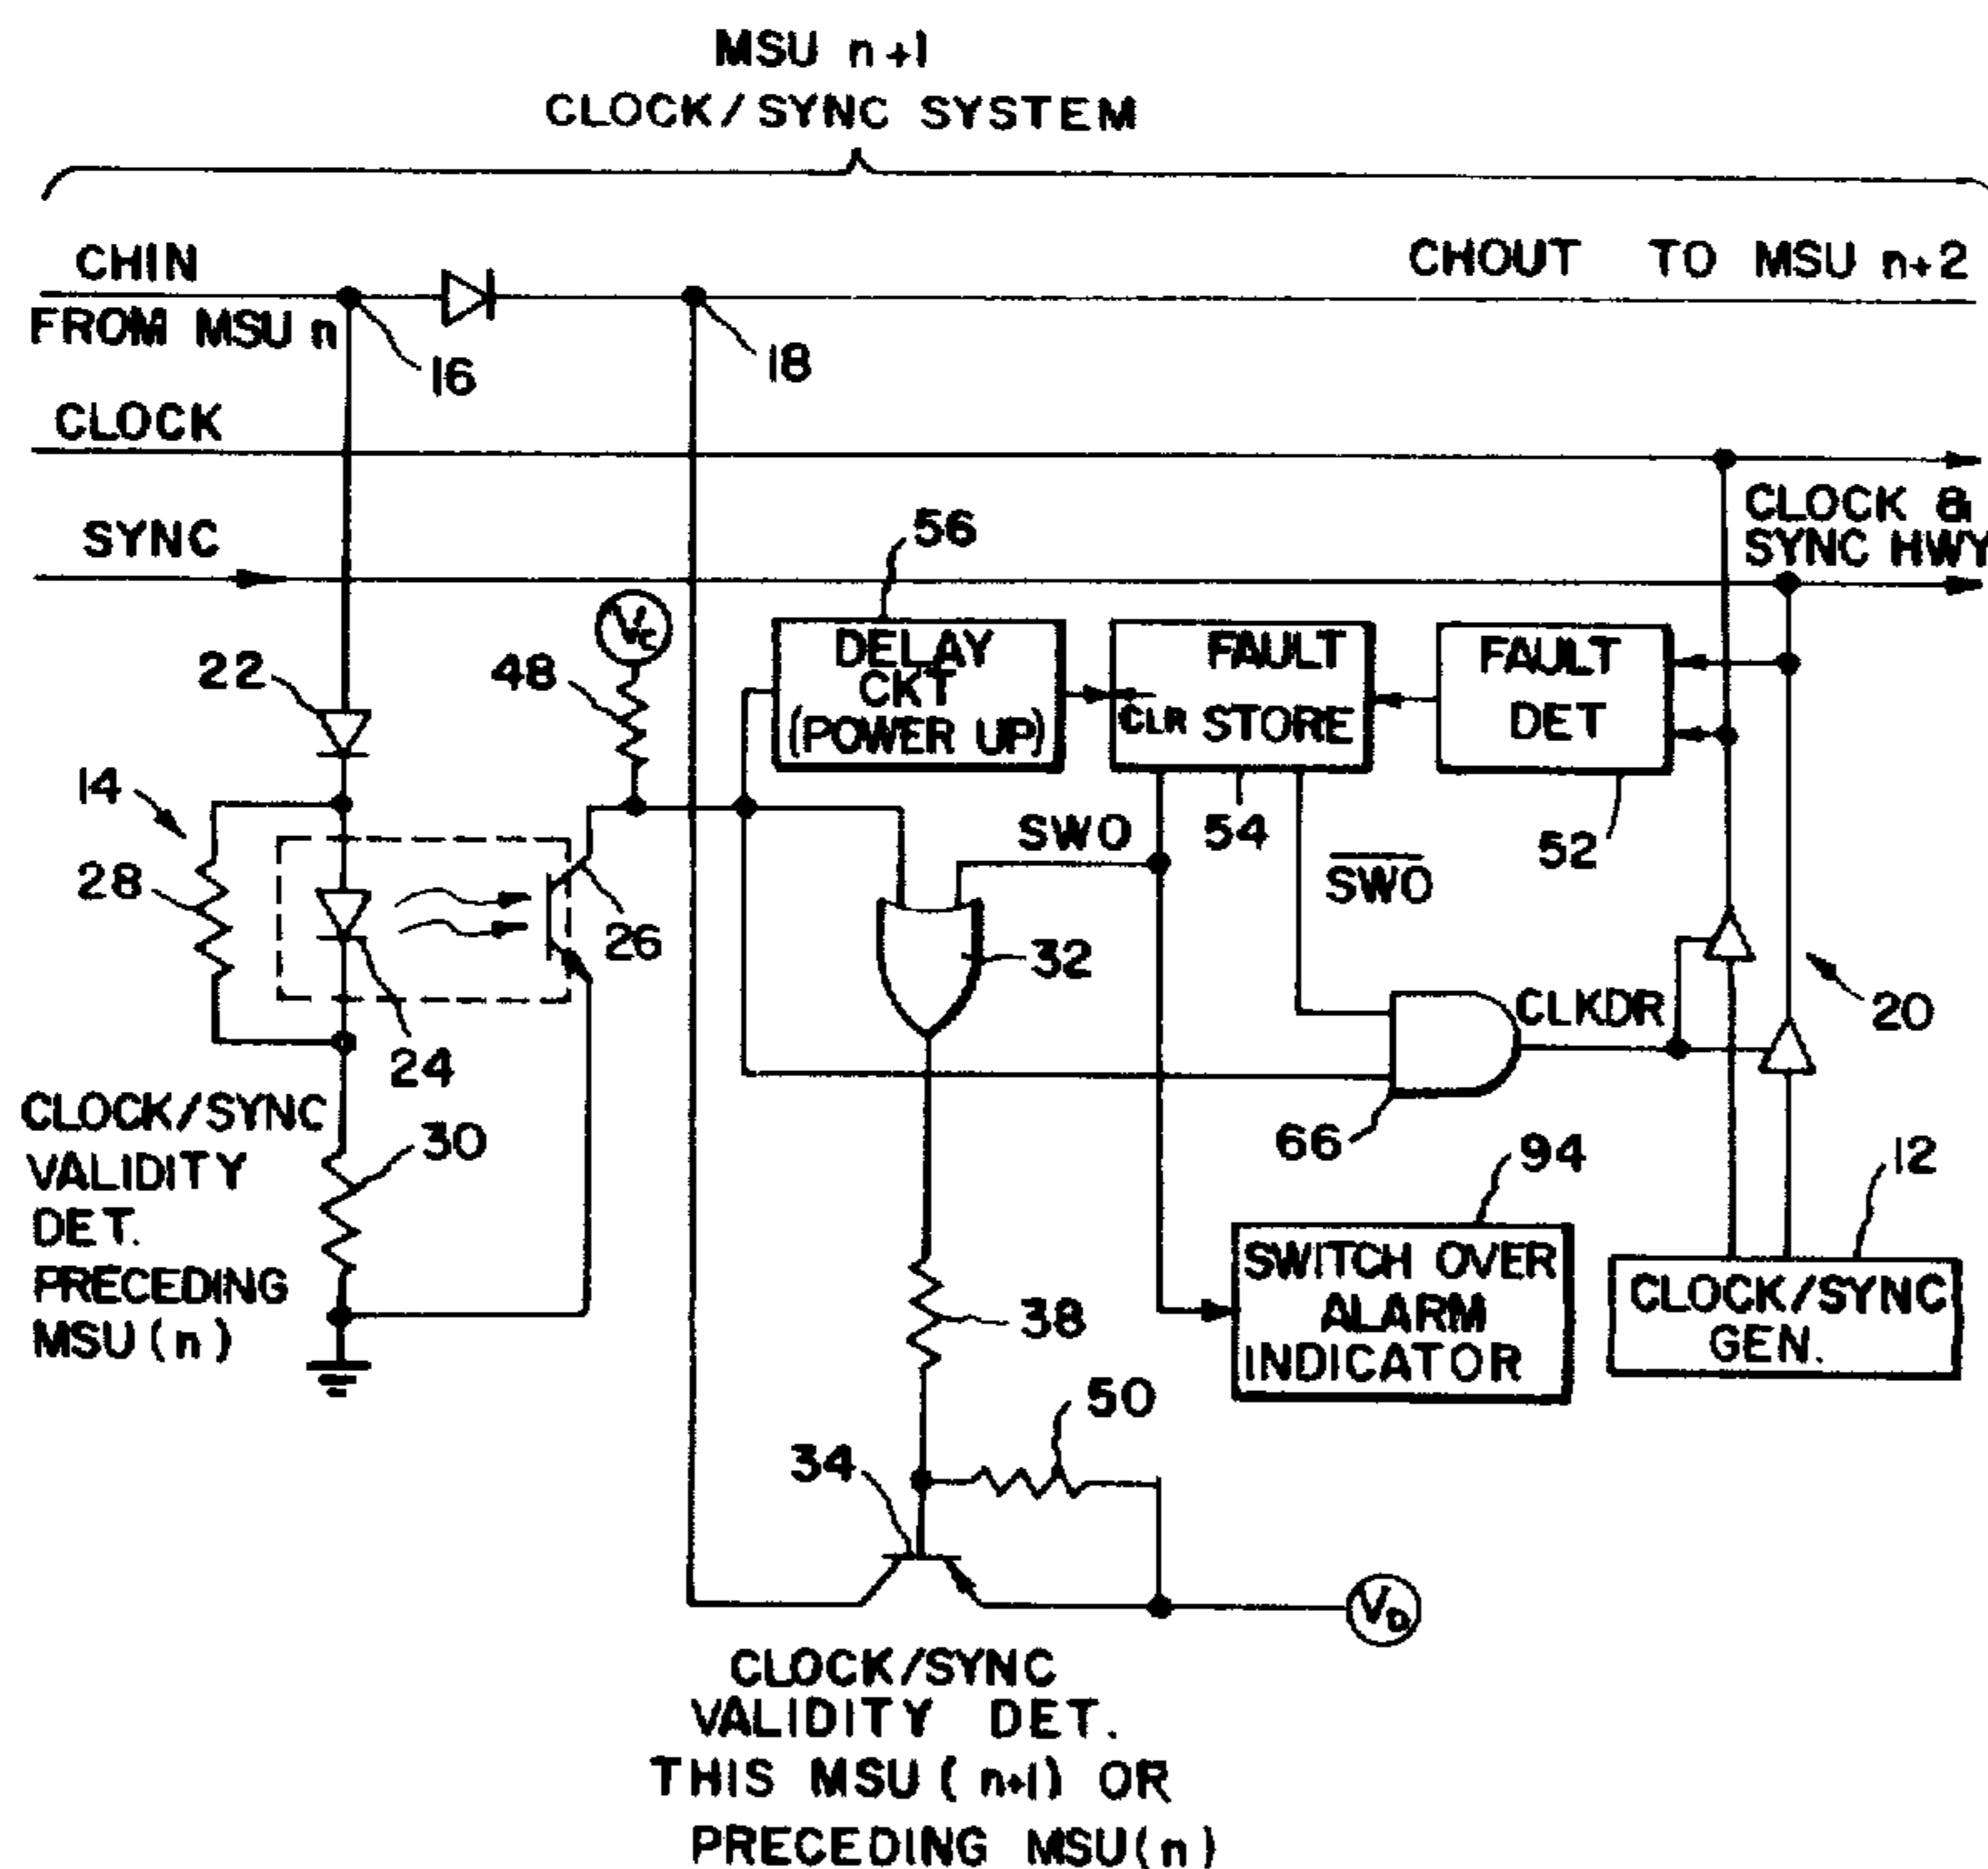 MSU n+1
CLOCK/SYNC SYSTEM
CHIN
CHOUT TO MSU n+2
FROM MSU n
16
18
CLOCK
CLOCK &
SYNC HWY
SYNC
56
VC
22
48
DELAY
CKT
(POWER UP)
FAULT
CLR STORE
FAULT
DET
14
28
SWO
54
SWO
52
26
32
CLKDR
20
24
CLOCK/SYNC
VALIDITY
DET.
PRECEDING
MSU(n)
30
66
94
12
SWITCH OVER
ALARM
INDICATOR
CLOCK/SYNC
GEN.
38
50
34
VD
CLOCK/SYNC
VALIDITY DET.
THIS MSU(n+1) OR
PRECEDING MSU(n)